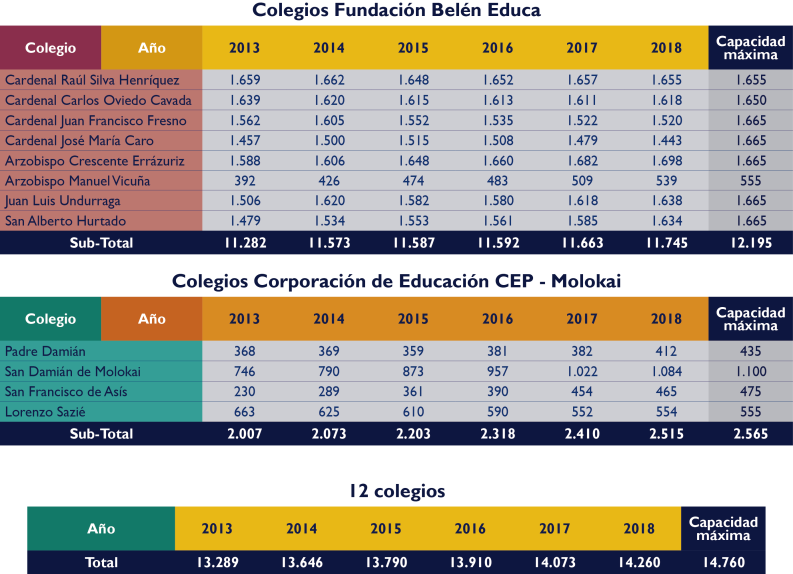 Colegios Fundación Belén Educa
Colegio Año 2013 2014 2015 2016 2017 2018 Capacidad máxima
Cardenal Raúl Silva Henríquez 1.659 1.662 1.648 1.652 1.657 1.655 1.655
Cardenal Carlos Oviedo Cavada 1.639 1.620 1.615 1.613 1.611 1.618 1.650
Cardenal Juan Francisco Fresno 1.562 1.605 1.552 1.535 1.522 1.520 1.665
Cardenal José María Caro 1.457 1.500 1.515 1.508 1.479 1.443 1.665
Arzobispo Crescente Errázuriz 1.588 1.606 1.648 1.660 1.682 1.698 1.665
Arzobispo Manuel Vicuña 392 426 474 483 509 539 555
Juan Luis Undurraga 1.506 1.620 1.582 1.580 1.618 1.638 1.665
San Alberto Hurtado 1.479 1.534 1.553 1.561 1.585 1.634 1.665
Sub-Total 11.282 11.573 11.587 11.592 11.663 11.745 12.195
Colegios Corporación de Educación CEP - Molokai
Colegio Año 2013 2014 2015 2016 2017 2018 Capacidad máxima
Padre Damián 368 369 359 381 382 412 435
San Damián de Molokai 746 790 873 957 1.022 1.084 1.100
San Francisco de Asís 230 289 361 390 454 465 475
Lorenzo Sazié 663 625 610 590 552 554 555
Sub-Total 2.007 2.073 2.203 2.318 2.410 2.515 2.565
12 colegios
Año 2013 2014 2015 2016 2017 2018 Capacidad máxima
Total 13.289 13.646 13.790 13.910 14.073 14.260 14.760